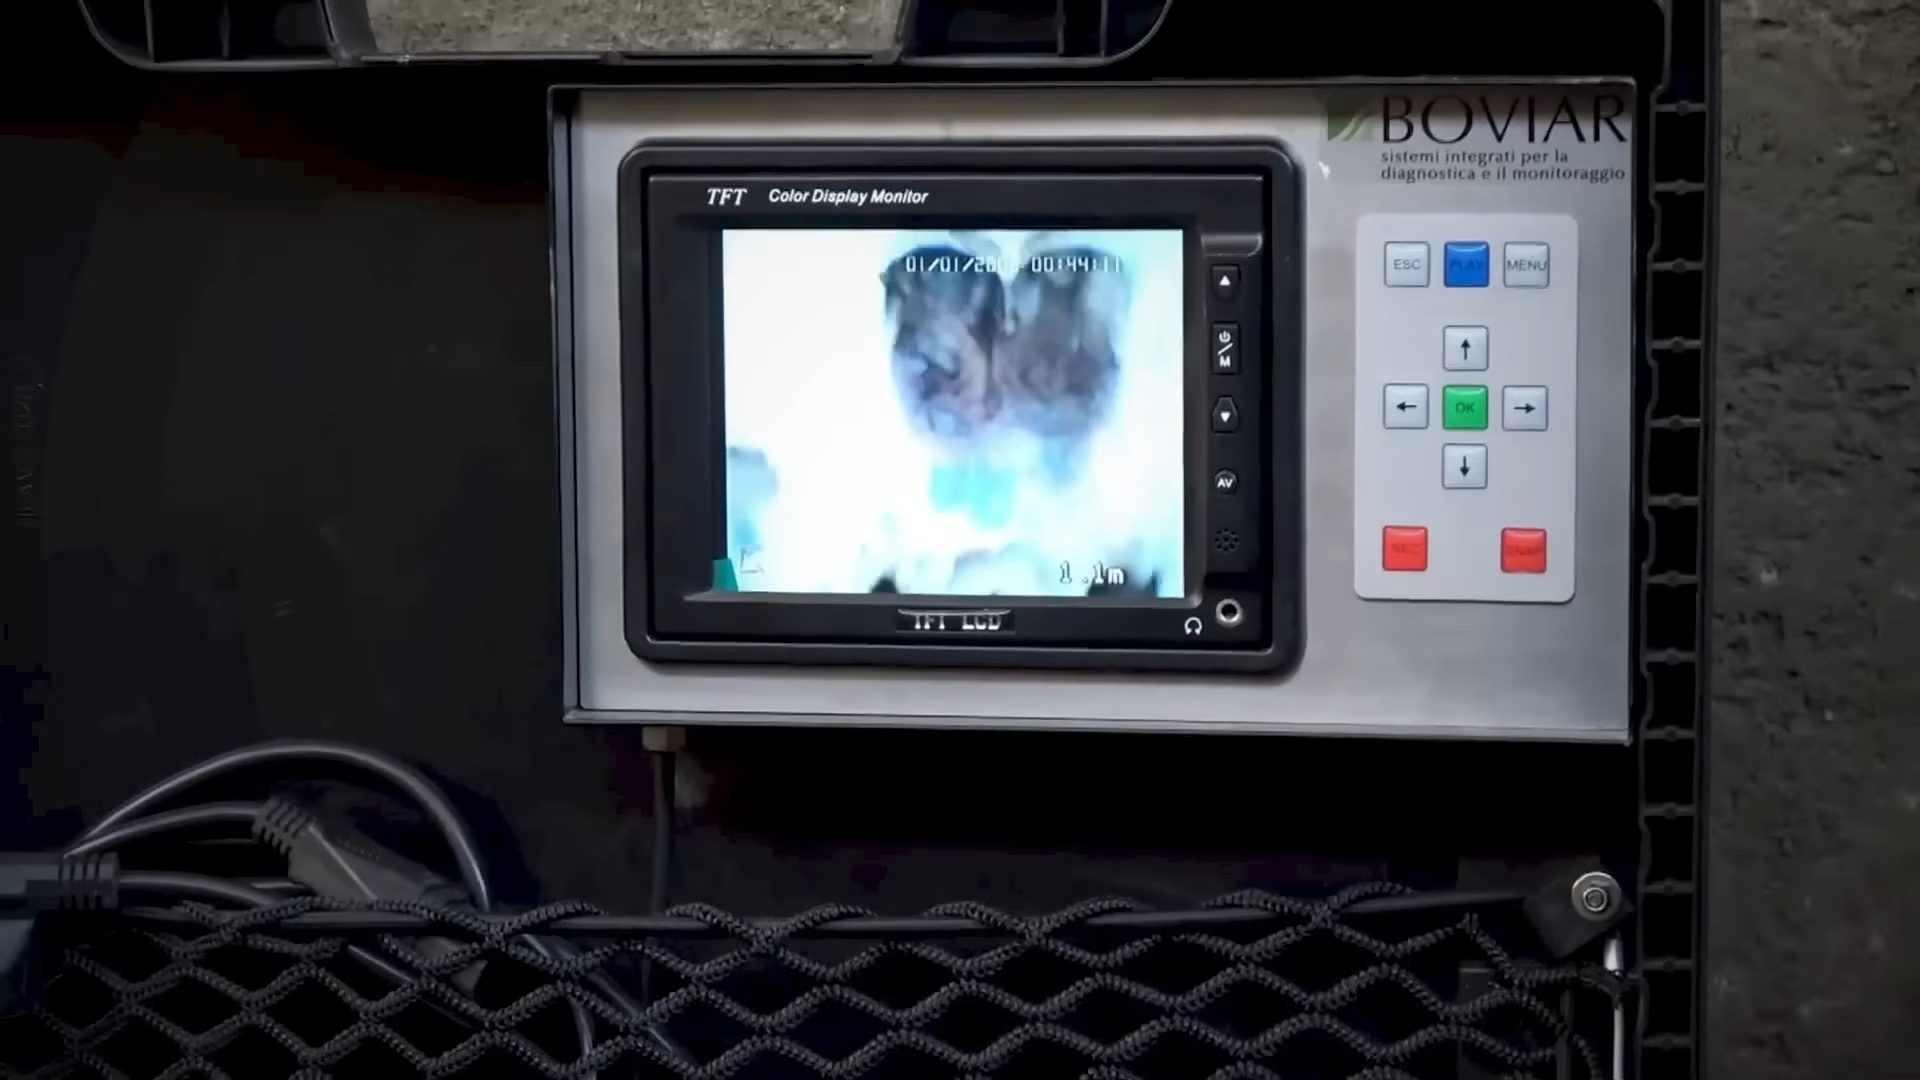 BOVIAR
sistemi integrati per la
diagnostica e il monitoraggio
TFT Color Display Monitor
ESC PLAY MENU
OK
M
AV
1.1m
TFT LCD